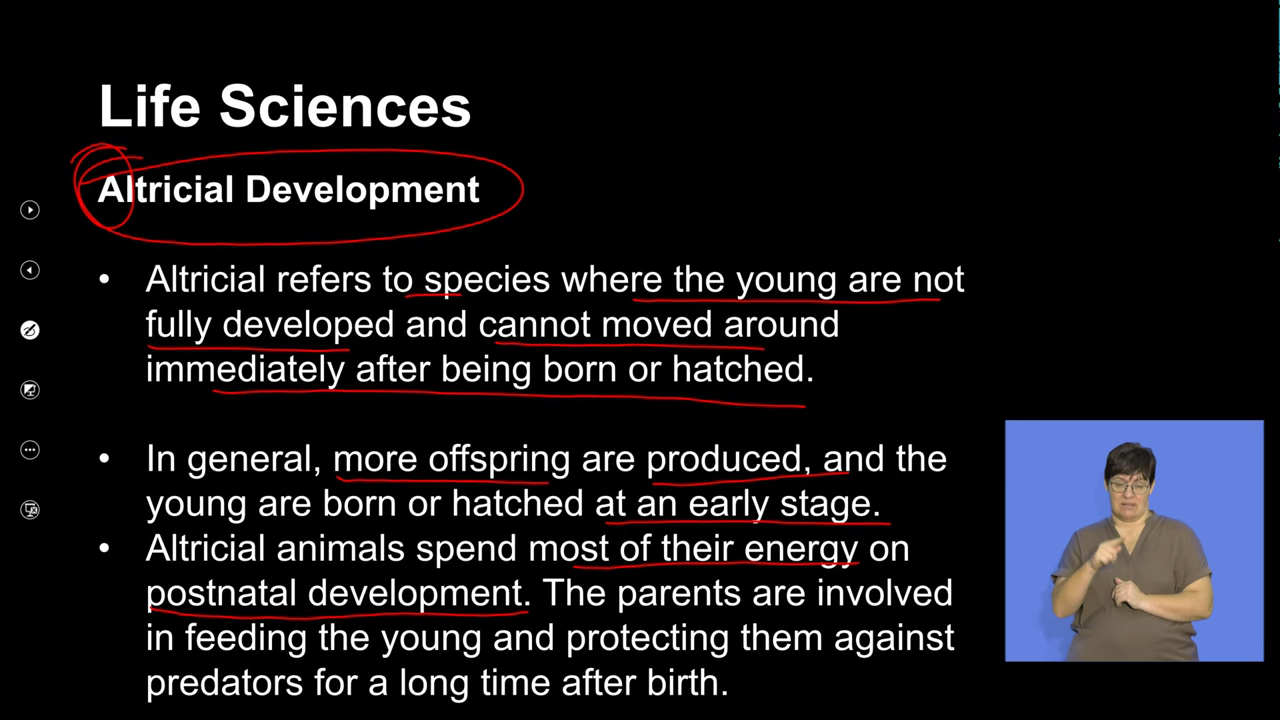 Life Sciences
Altricial Development
• Altricial refers to species where the young are not
fully developed and cannot moved around
immediately after being born or hatched.
• In general, more offspring are produced, and the
young are born or hatched at an early stage.
• Altricial animals spend most of their energy on
postnatal development. The parents are involved
in feeding the young and protecting them against
predators for a long time after birth.